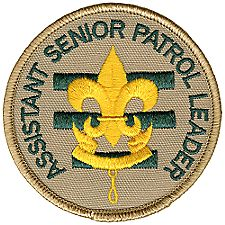 ASSISTANT SENIOR PATROL LEADER